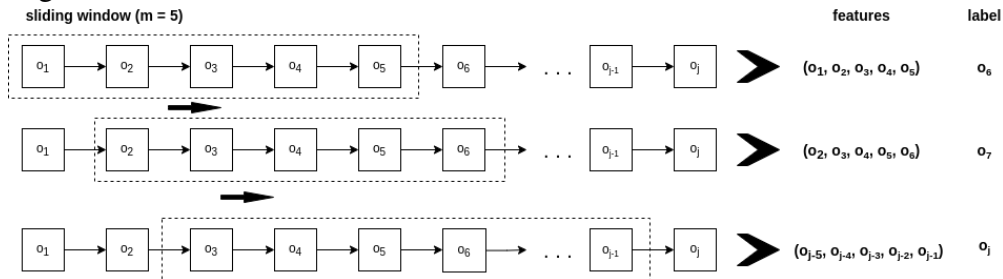 sliding window (m = 5) features label
o₁ o₂ o₃ o₄ o₅ o₆ . . . oⱼ₋₁ oⱼ (o₁, o₂, o₃, o₄, o₅) o₆
o₁ o₂ o₃ o₄ o₅ o₆ . . . oⱼ₋₁ oⱼ (o₂, o₃, o₄, o₅, o₆) o₇
o₁ o₂ o₃ o₄ o₅ o₆ . . . oⱼ₋₁ oⱼ (oⱼ₋₅, oⱼ₋₄, oⱼ₋₃, oⱼ₋₂, oⱼ₋₁) oⱼ